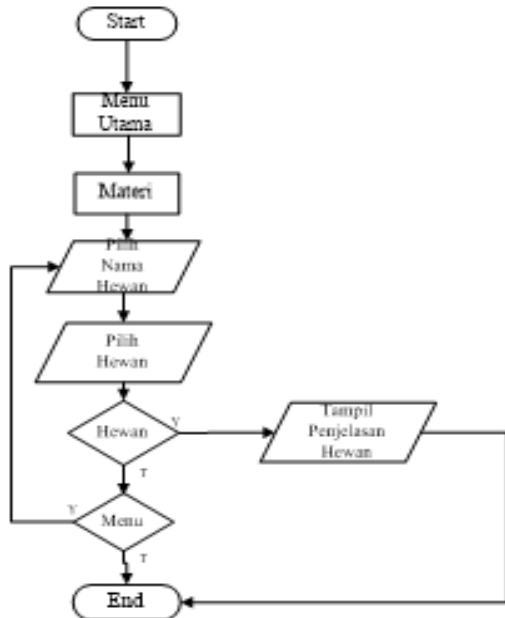 Start
Menu
Utama
Materi
Pilih
Nama
Hewan
Pilih
Hewan
Hewan
Y
Tampil
Penjelasan
Hewan
T
Y
Menu
T
End